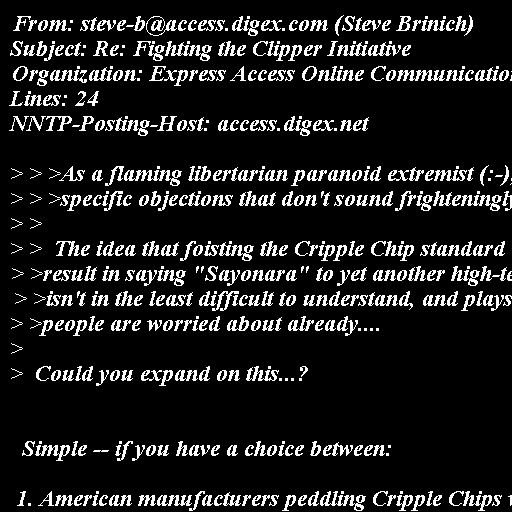 From: steve-b@access.digex.com (Steve Brinich)
Subject: Re: Fighting the Clipper Initiative
Organization: Express Access Online Communicatio
Lines: 24
NNTP-Posting-Host: access.digex.net
> > >As a flaming libertarian paranoid extremist (:-),
> > >specific objections that don't sound frighteningly
> >
> >  The idea that foisting the Cripple Chip standard
> >result in saying "Sayonara" to yet another high-te
> >isn't in the least difficult to understand, and plays
> >people are worried about already....
>
>  Could you expand on this...?
Simple -- if you have a choice between:
1. American manufacturers peddling Cripple Chips